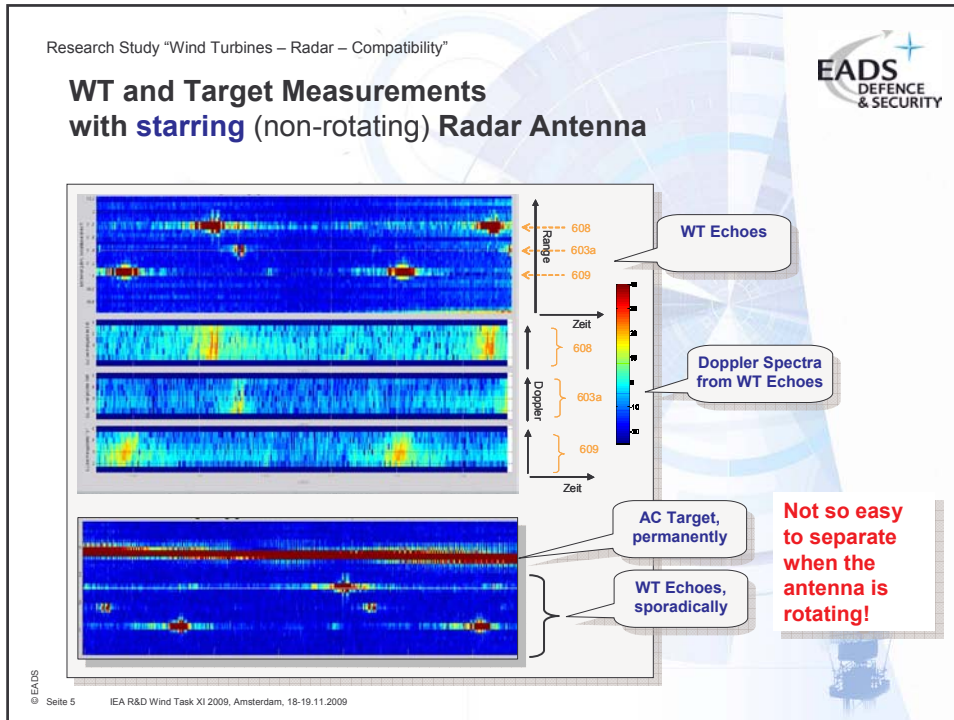 Research Study “Wind Turbines – Radar – Compatibility”
EADS
DEFENCE
& SECURITY
WT and Target Measurements
with starring (non-rotating) Radar Antenna
608
603a
609
Range
Zeit
WT Echoes
608
603a
609
Doppler
Zeit
Doppler Spectra
from WT Echoes
AC Target,
permanently
WT Echoes,
sporadically
Not so easy
to separate
when the
antenna is
rotating!
© EADS
Seite 5 IEA R&D Wind Task XI 2009, Amsterdam, 18-19.11.2009